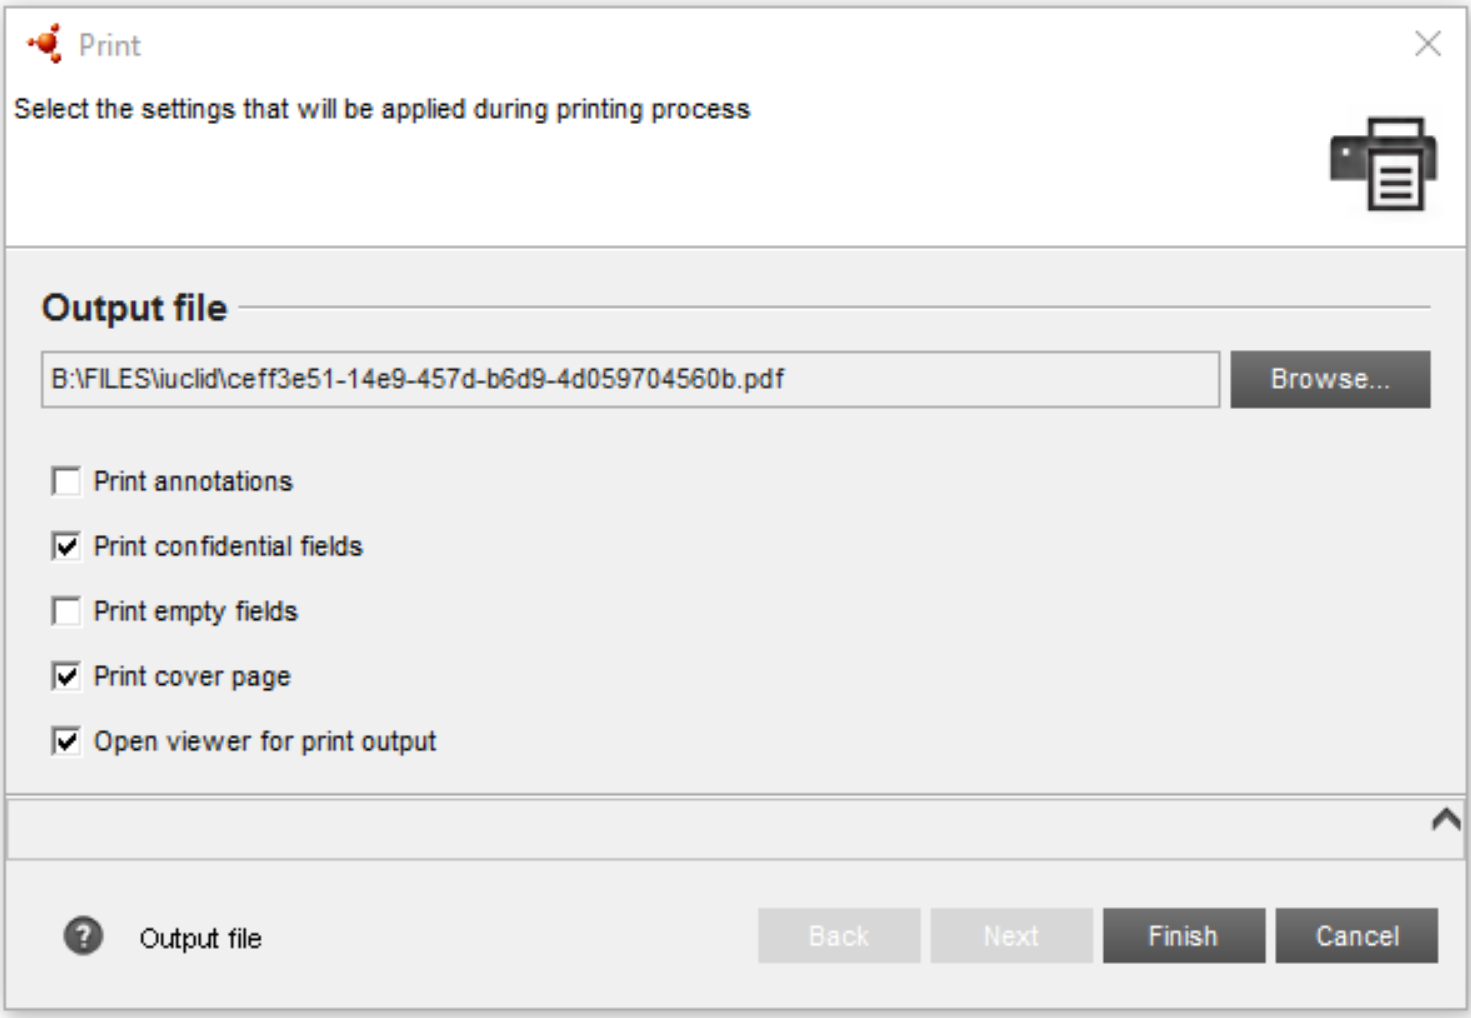 Print
Select the settings that will be applied during printing process
Output file
B:\FILES\iuclid\ceff3e51-14e9-457d-b6d9-4d059704560b.pdf
Browse...
Print annotations
Print confidential fields
Print empty fields
Print cover page
Open viewer for print output
? Output file
Back
Next
Finish
Cancel